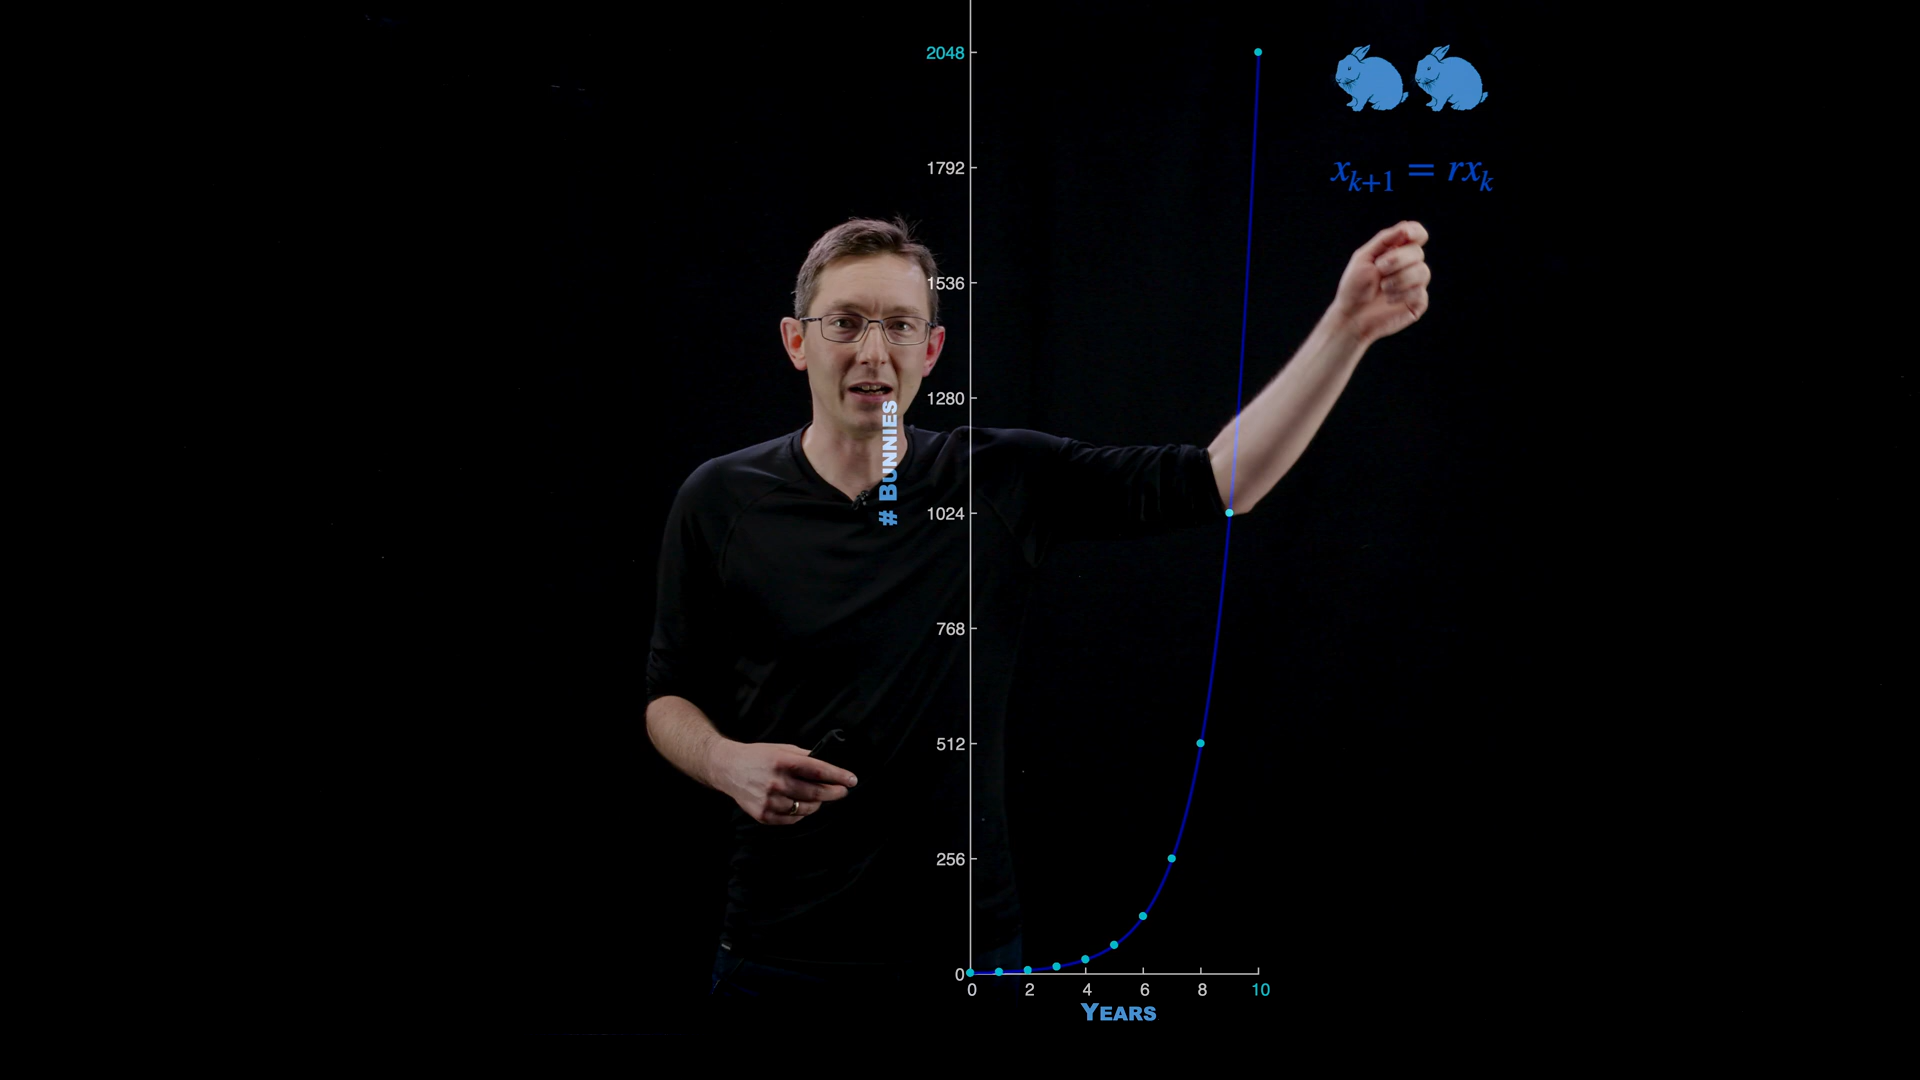 2048
1792
1536
1280
1024
768
512
256
0
# BUNNIES
0 2 4 6 8 10
YEARS
x_{k+1} = rx_k